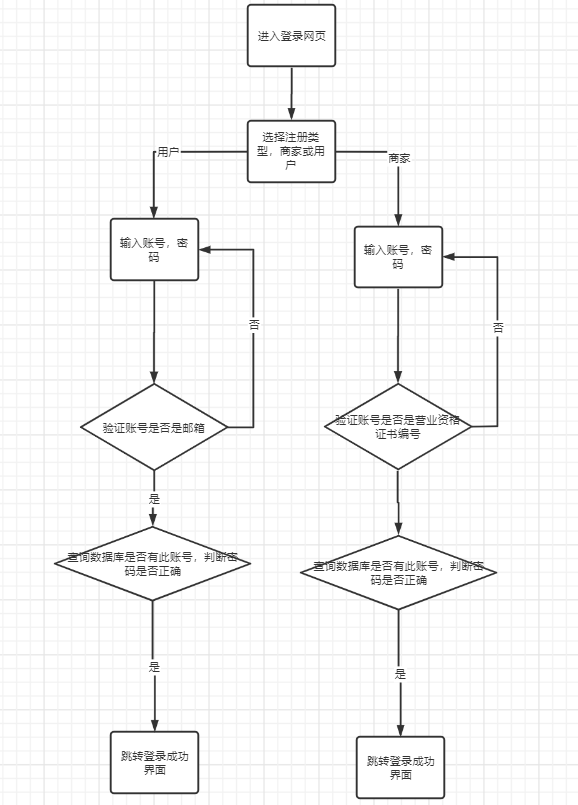 进入登录网页
选择注册类
型，商家或用
户
用户
商家
输入账号，密
码
输入账号，密
码
否
否
验证账号是否是邮箱
验证账号是否是营业资格
证书编号
是
查询数据库是否有此账号，判断密
码是否正确
查询数据库是否有此账号，判断密
码是否正确
是
是
跳转登录成功
界面
跳转登录成功
界面